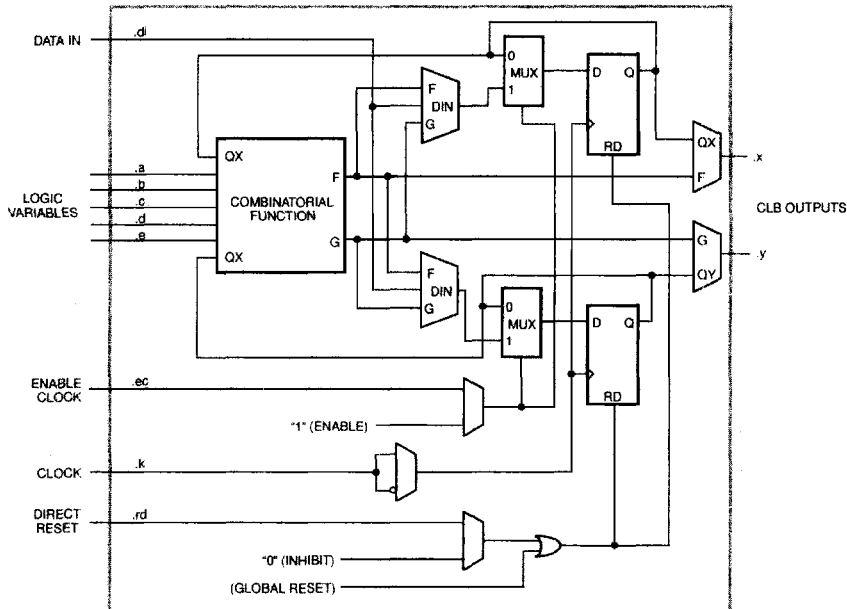 DATA IN
.di
0
MUX
1
D
Q
RD
F
DIN
G
QX
F
.x
QX
COMBINATORIAL
FUNCTION
F
G
QX
LOGIC
VARIABLES
.a
.b
.c
.d
.e
CLB OUTPUTS
G
QY
.y
F
DIN
G
0
MUX
1
D
Q
RD
ENABLE
CLOCK
.ec
"1" (ENABLE)
CLOCK
.k
DIRECT
RESET
.rd
"0" (INHIBIT)
(GLOBAL RESET)